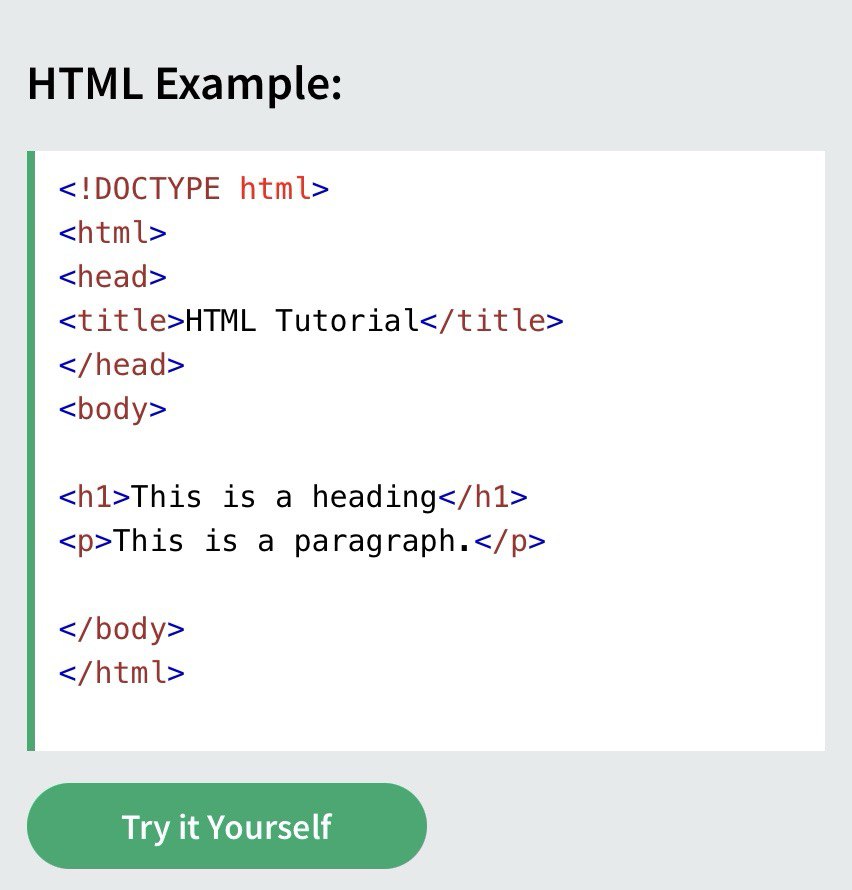 HTML Example:
<!DOCTYPE html>
<html>
<head>
<title>HTML Tutorial</title>
</head>
<body>
<h1>This is a heading</h1>
<p>This is a paragraph.</p>
</body>
</html>
Try it Yourself